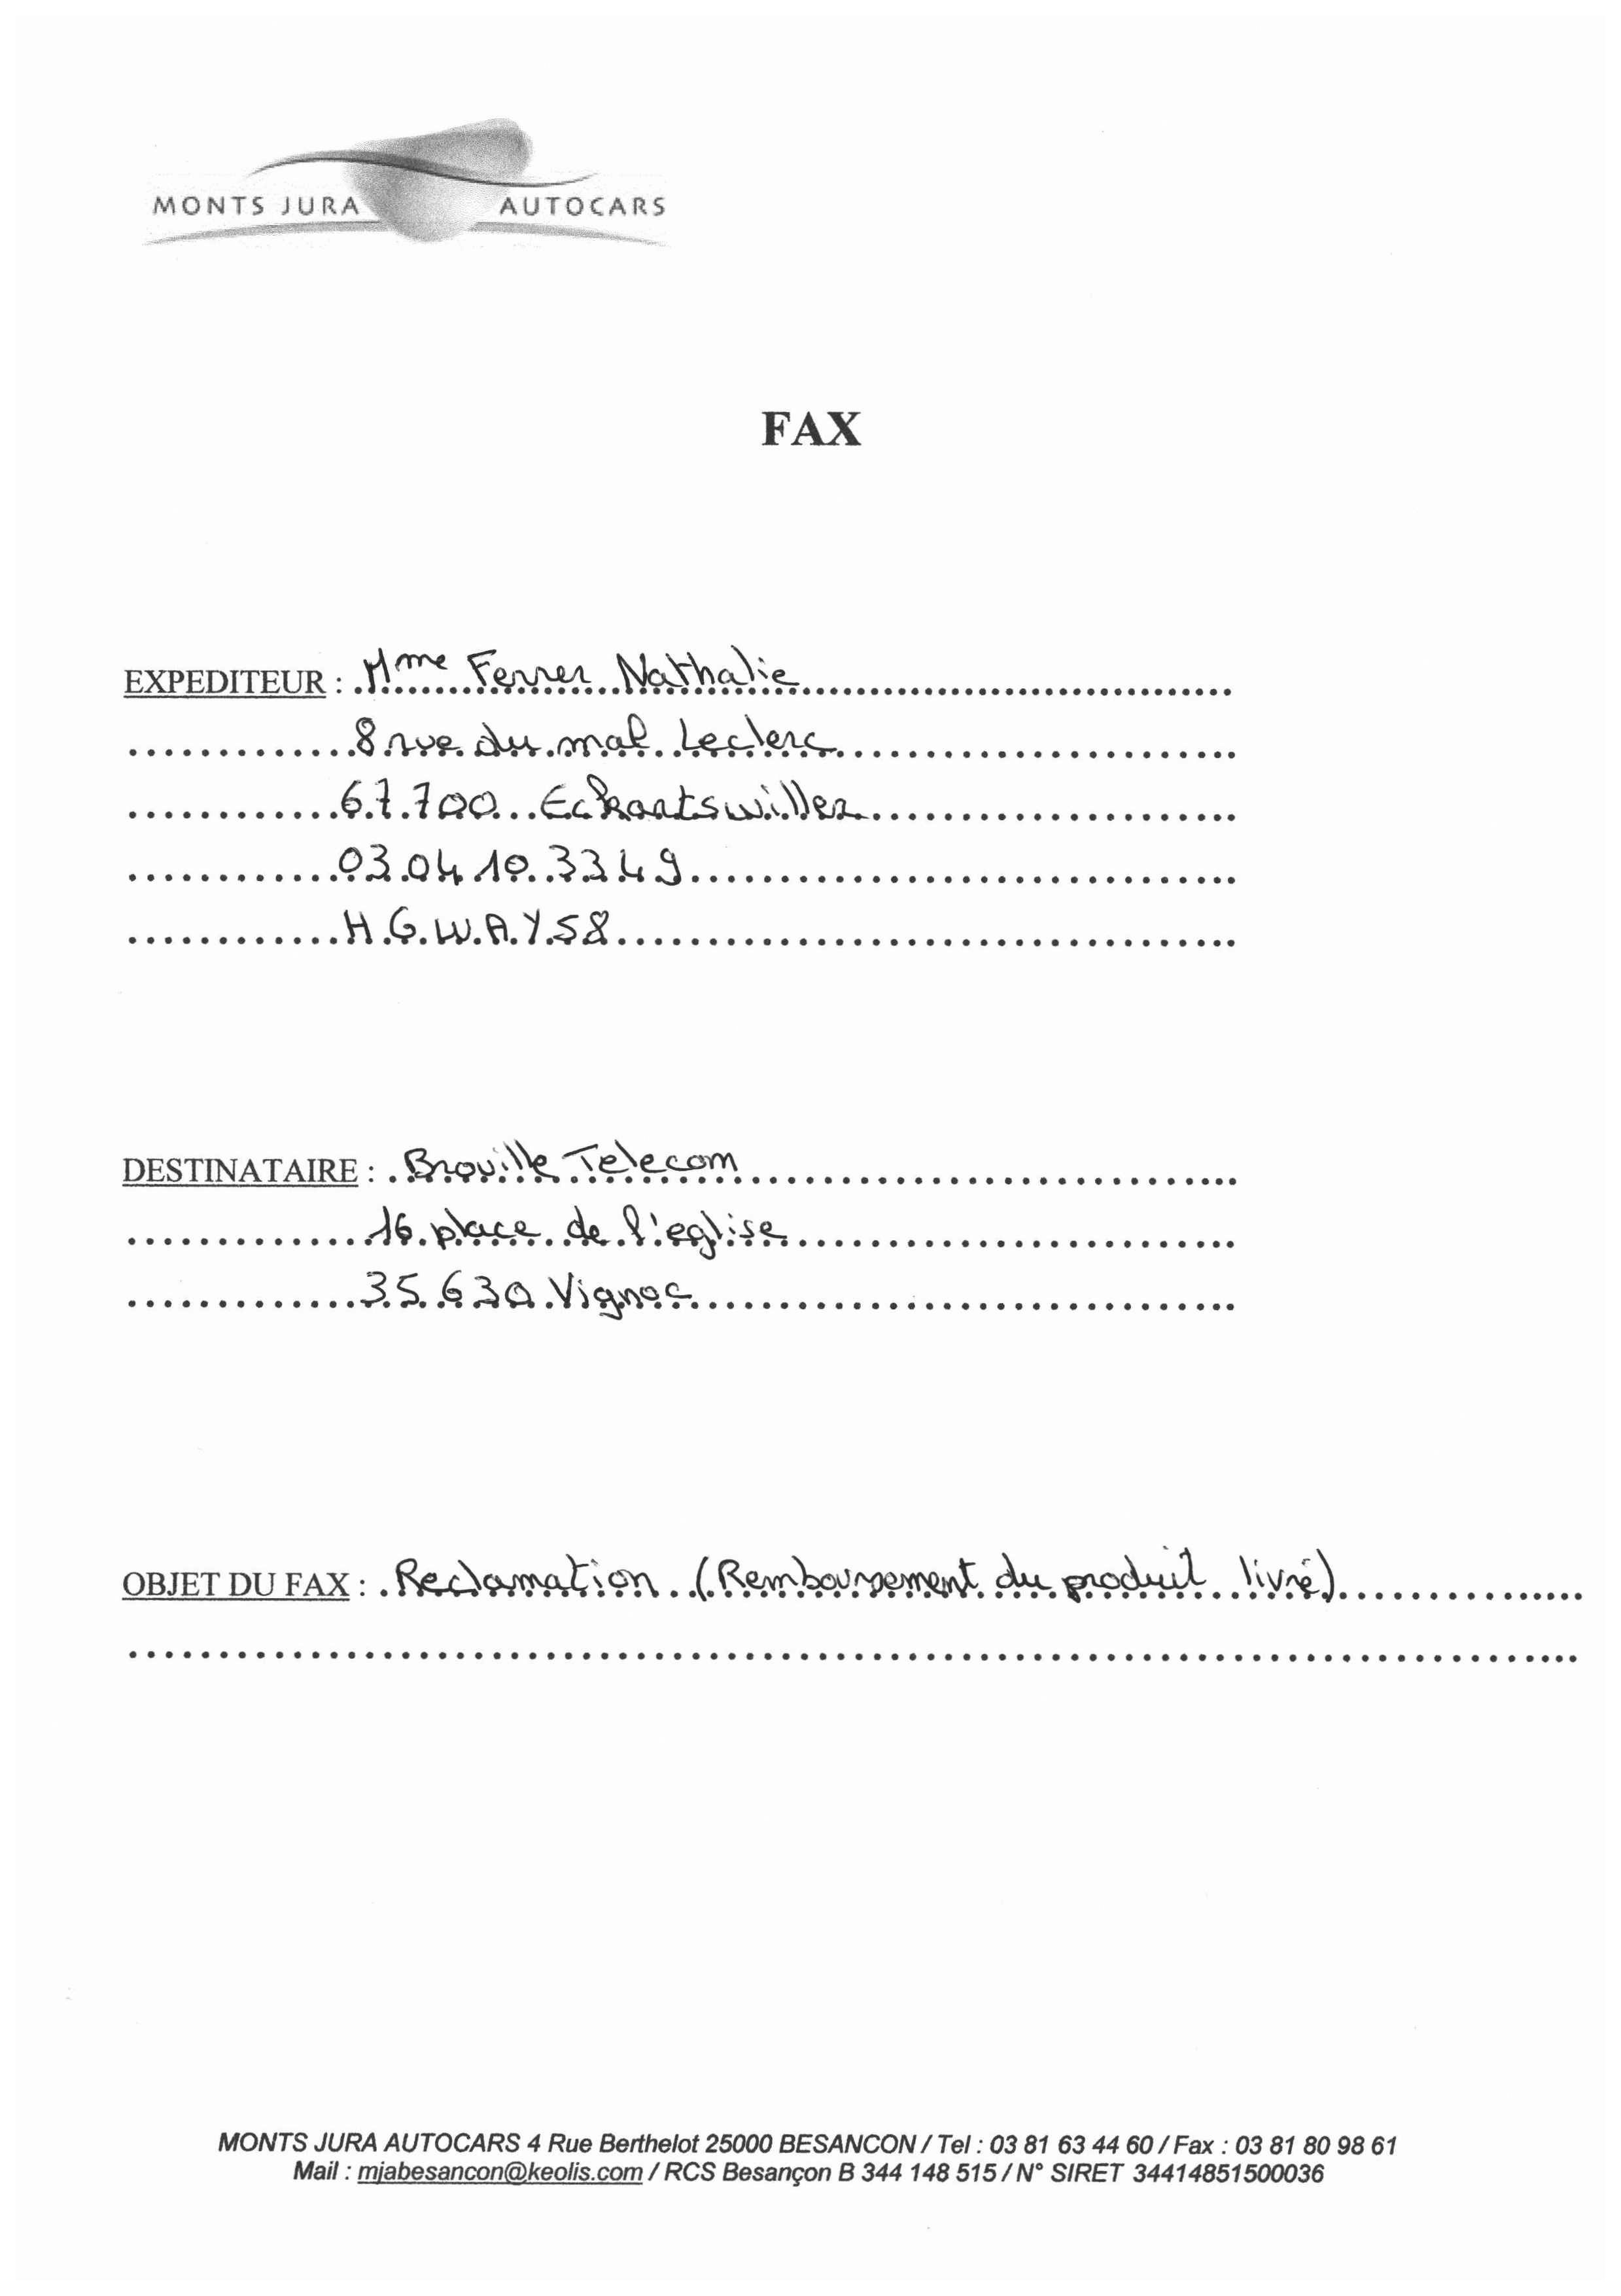 MONTS JURA AUTOCARS
FAX
EXPEDITEUR : Mme Ferrer Nathalie
8 rue du mal Leclerc
67700 Eckartswiller
03 04 10 33 49
HGWAY58
DESTINATAIRE : Brouille Telecom
16 place de l'eglise
35630 Vignoc
OBJET DU FAX : Reclamation (Remboursement du produit livré)
MONTS JURA AUTOCARS 4 Rue Berthelot 25000 BESANCON / Tel : 03 81 63 44 60 / Fax : 03 81 80 98 61
Mail : mjabesancon@keolis.com / RCS Besançon B 344 148 515 / N° SIRET 34414851500036